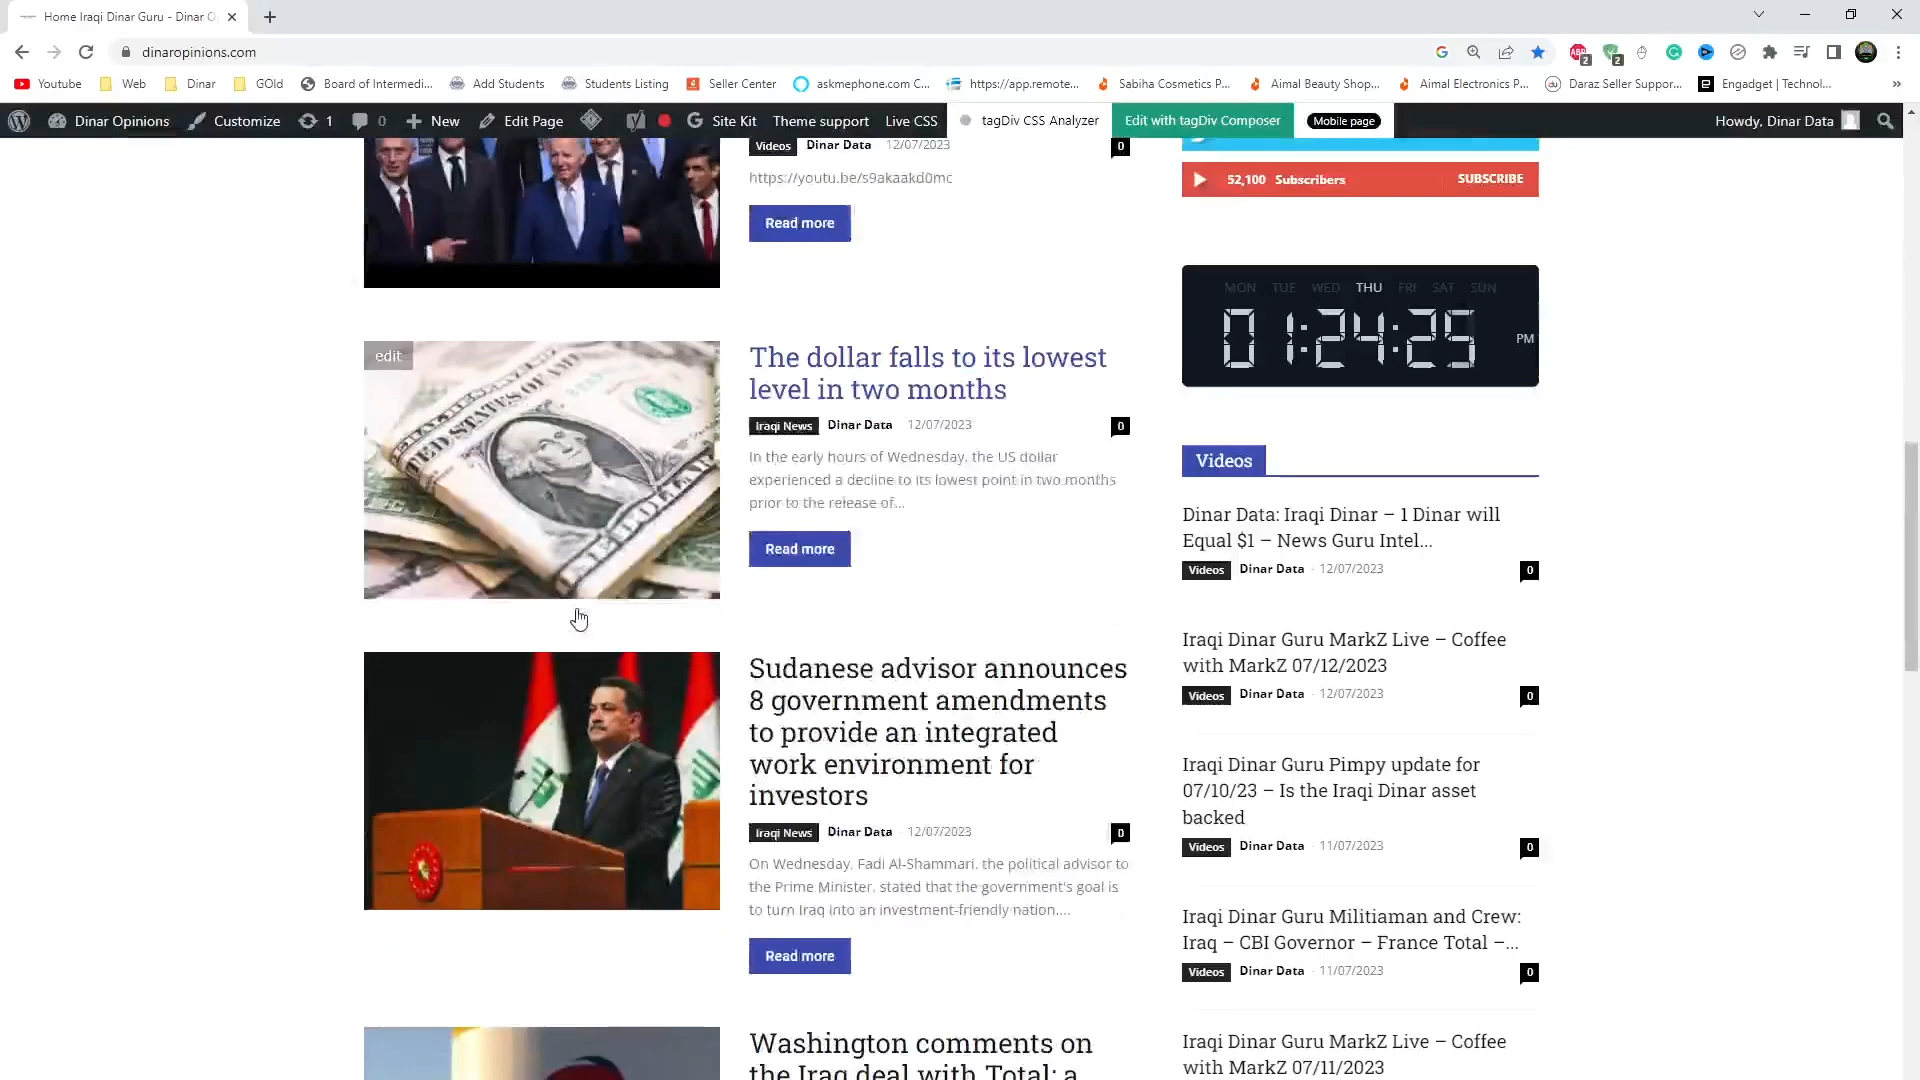 Home Iraqi Dinar Guru - Dinar O
dinaropinions.com
Youtube
Web
Dinar
GOld
Board of Intermedi...
Add Students
Students Listing
Seller Center
askmephone.com C...
https://app.remote...
Sabiha Cosmetics P...
Aimal Beauty Shop...
Aimal Electronics P...
Daraz Seller Suppor...
Engadget | Technol...
»
Dinar Opinions
Customize
1
0
New
Edit Page
Site Kit
Theme support
Live CSS
tagDiv CSS Analyzer
Edit with tagDiv Composer
Mobile page
Howdy, Dinar Data
Videos Dinar Data 12/07/2023 0
https://youtu.be/s9akaakd0mc
Read more
edit
The dollar falls to its lowest
level in two months
Iraqi News Dinar Data 12/07/2023 0
In the early hours of Wednesday, the US dollar
experienced a decline to its lowest point in two months
prior to the release of...
Read more
Sudanese advisor announces
8 government amendments
to provide an integrated
work environment for
investors
Iraqi News Dinar Data - 12/07/2023 0
On Wednesday, Fadi Al-Shammari, the political advisor to
the Prime Minister, stated that the government's goal is
to turn Iraq into an investment-friendly nation....
Read more
Washington comments on
the Iraq deal with Total: a
52,100 Subscribers SUBSCRIBE
MON TUE WED THU FRI SAT SUN
01:24:25 PM
Videos
Dinar Data: Iraqi Dinar – 1 Dinar will
Equal $1 – News Guru Intel...
Videos Dinar Data - 12/07/2023 0
Iraqi Dinar Guru MarkZ Live – Coffee
with MarkZ 07/12/2023
Videos Dinar Data - 12/07/2023 0
Iraqi Dinar Guru Pimpy update for
07/10/23 – Is the Iraqi Dinar asset
backed
Videos Dinar Data - 11/07/2023 0
Iraqi Dinar Guru Militiaman and Crew:
Iraq – CBI Governor – France Total –...
Videos Dinar Data - 11/07/2023 0
Iraqi Dinar Guru MarkZ Live – Coffee
with MarkZ 07/11/2023